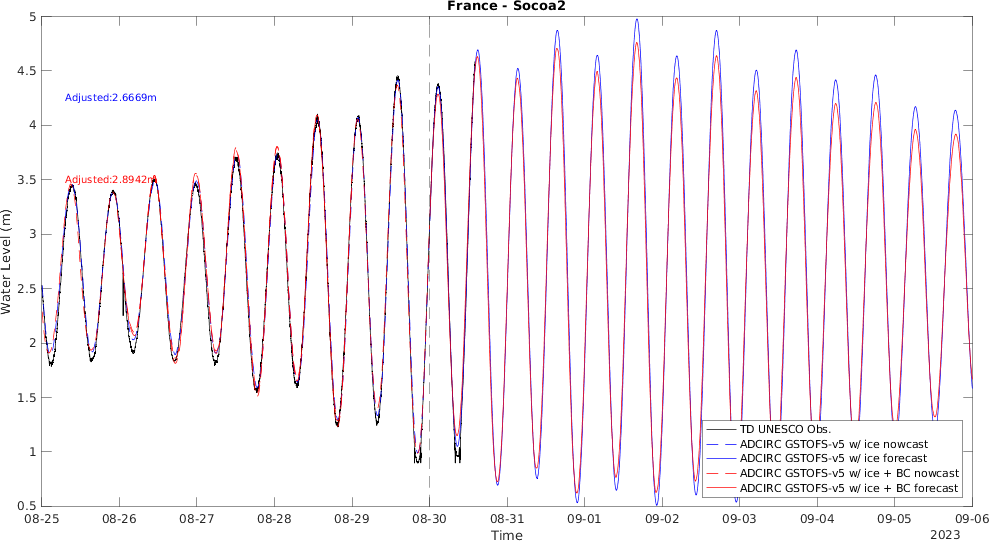 France - Socoa2
5
4.5
4
3.5
3
2.5
2
1.5
1
0.5
Water Level (m)
Adjusted:2.6669m
Adjusted:2.8942m
TD UNESCO Obs.
ADCIRC GSTOFS-v5 w/ ice nowcast
ADCIRC GSTOFS-v5 w/ ice forecast
ADCIRC GSTOFS-v5 w/ ice + BC nowcast
ADCIRC GSTOFS-v5 w/ ice + BC forecast
08-25 08-26 08-27 08-28 08-29 08-30 08-31 09-01 09-02 09-03 09-04 09-05 09-06
Time
2023